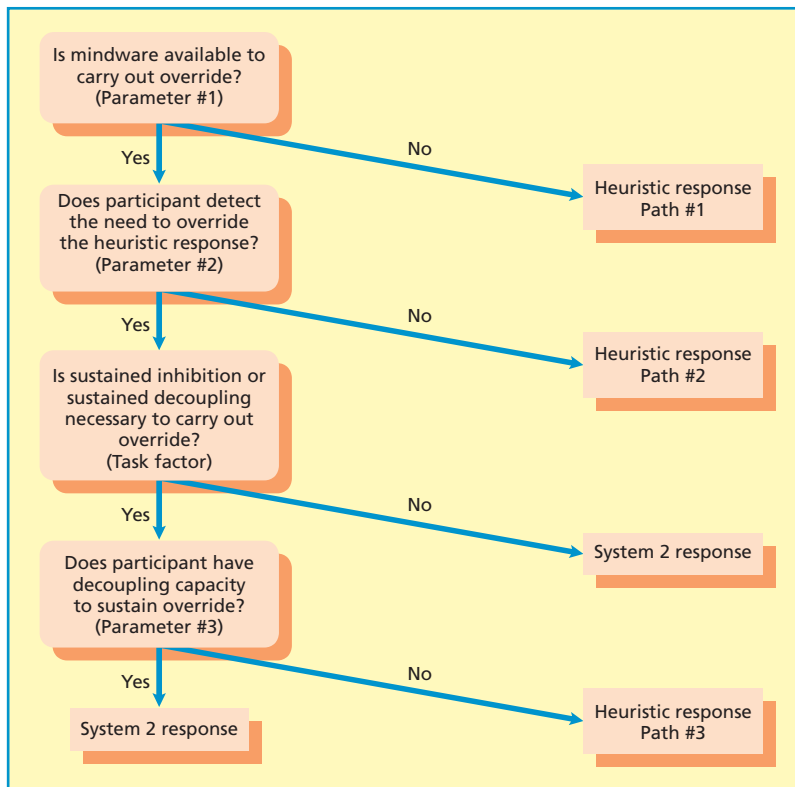 Is mindware available to
carry out override?
(Parameter #1)
Yes
No
Heuristic response
Path #1
Does participant detect
the need to override
the heuristic response?
(Parameter #2)
Yes
No
Heuristic response
Path #2
Is sustained inhibition or
sustained decoupling
necessary to carry out
override?
(Task factor)
Yes
No
System 2 response
Does participant have
decoupling capacity
to sustain override?
(Parameter #3)
Yes
No
System 2 response
Heuristic response
Path #3